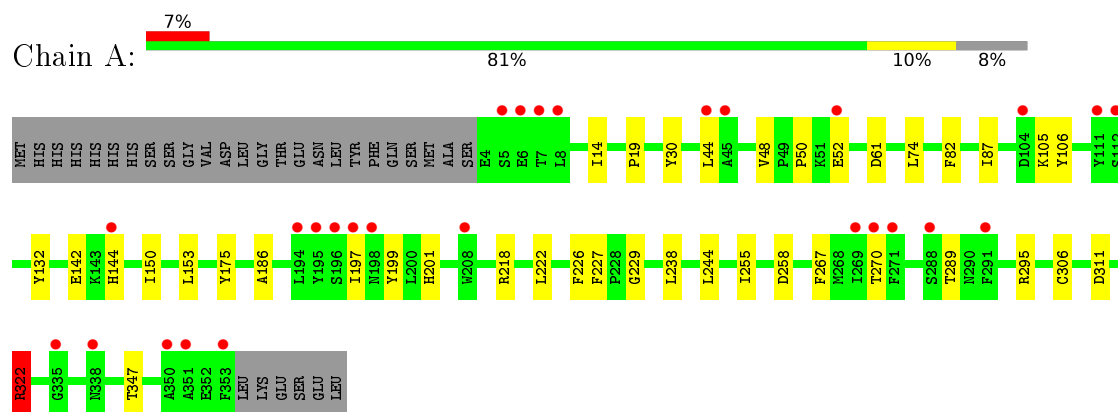 7%
Chain A:
81% 10% 8%
MET HIS HIS HIS HIS HIS HIS SER SER GLY VAL ASP LEU GLY THR GLU ASN LEU TYR PHE GLN SER MET ALA SER E4 S5 E6 T7 L8 I14 P19 Y30 L44 A45 V48 P49 P50 K51 E52 D61 L74 F82 I87 D104 K105 Y106 Y111 S112
Y132 E142 K143 H144 I150 L153 Y175 A186 L194 Y195 S196 I197 N198 Y199 L200 H201 W208 R218 L222 F226 F227 P228 G229 L238 L244 I255 D258 F267 M268 I269 T270 F271 S288 T289 N290 F291 R295 C306 D311
R322 G335 N338 T347 A350 A351 E352 F353 LEU LYS GLU SER GLU LEU